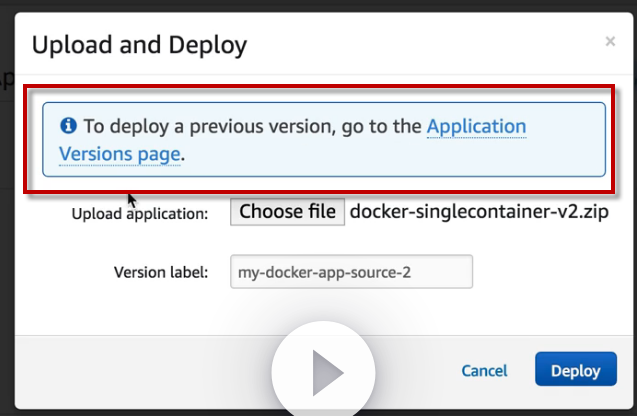 Upload and Deploy
×
To deploy a previous version, go to the Application
Versions page.
Upload application: Choose file docker-singlecontainer-v2.zip
Version label: my-docker-app-source-2
Cancel Deploy